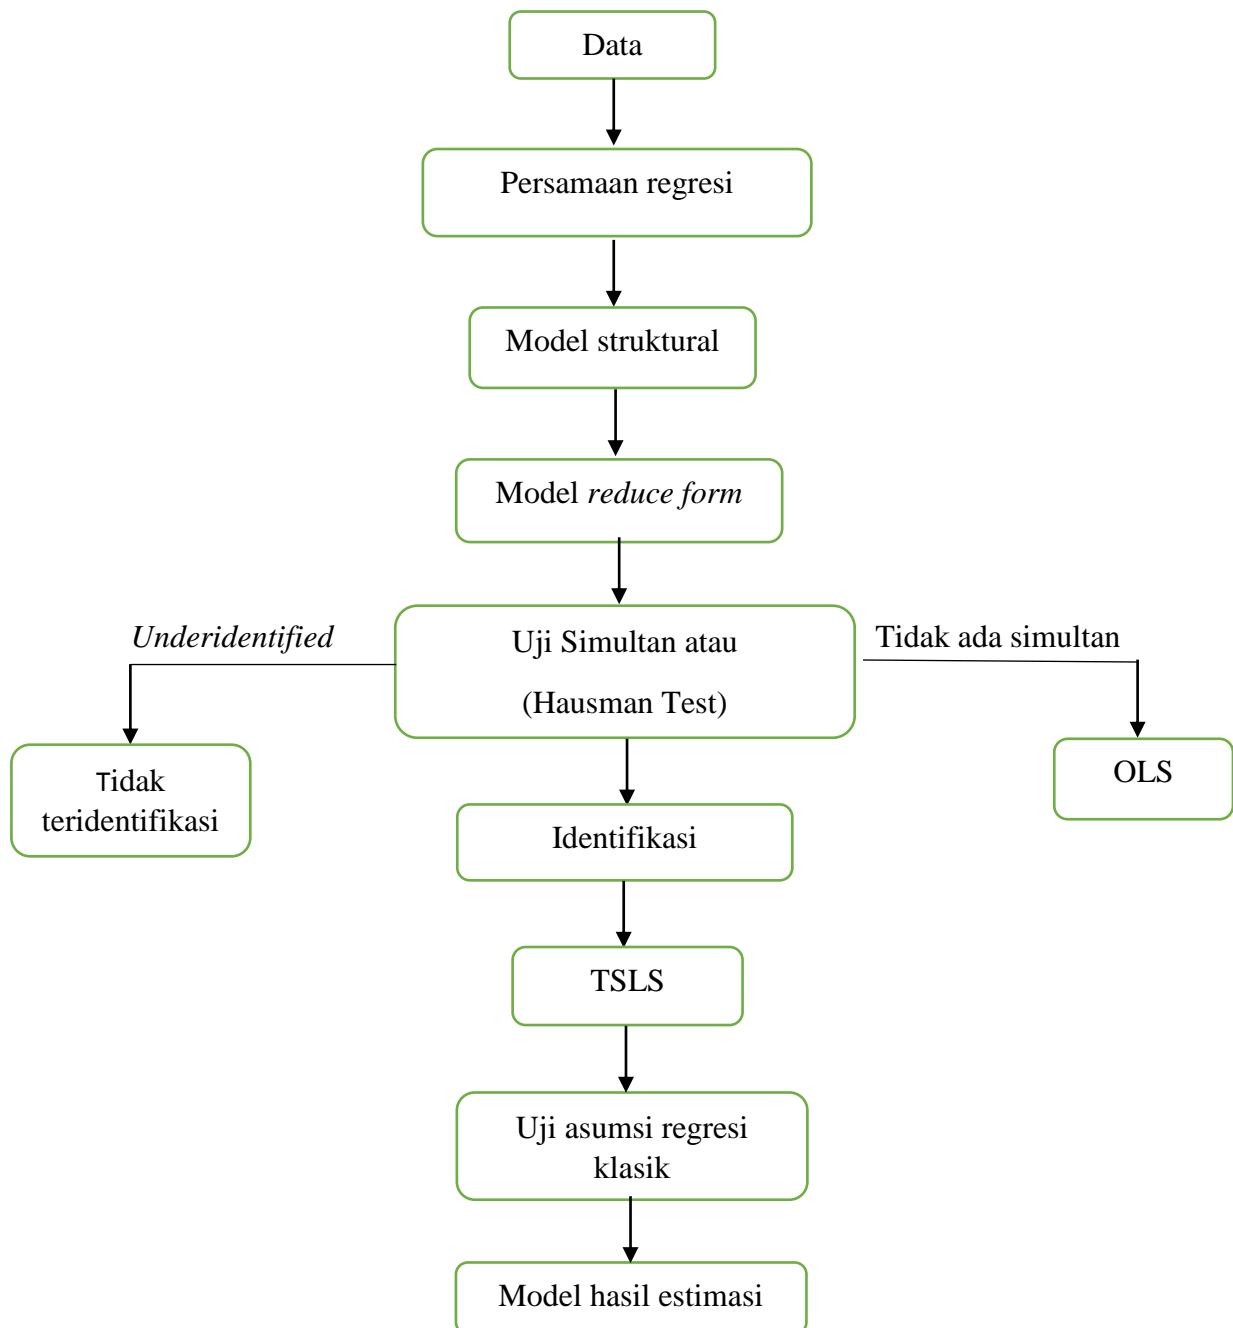 Data
Persamaan regresi
Model struktural
Model reduce form
Underidentified
Uji Simultan atau
(Hausman Test)
Tidak ada simultan
Tidak
teridentifikasi
OLS
Identifikasi
TSLS
Uji asumsi regresi
klasik
Model hasil estimasi